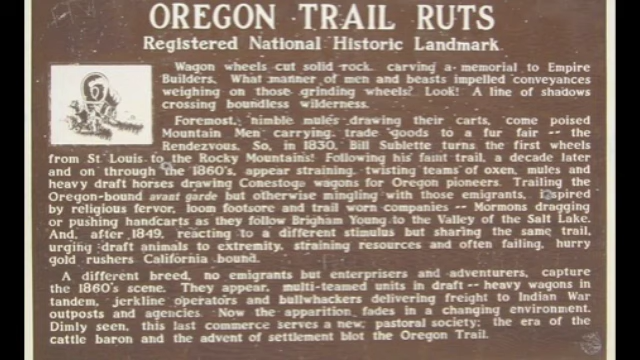 OREGON TRAIL RUTS
Registered National Historic Landmark
Wagon wheels cut solid rock, carving a memorial to Empire
Builders. What manner of men and beasts impelled conveyances
weighing on those grinding wheels? Look! A line of shadows
crossing boundless wilderness.
Foremost, nimble mules drawing their carts, come poised
Mountain Men carrying trade goods to a fur fair -- the
Rendezvous. So, in 1830, Bill Sublette turns the first wheels
from St Louis to the Rocky Mountains! Following his faint trail, a decade later
and on through the 1860's, appear straining, twisting teams of oxen, mules and
heavy draft horses drawing Conestoga wagons for Oregon pioneers. Trailing the
Oregon-bound avant garde but otherwise mingling with those emigrants, inspired
by religious fervor, loom footsore and trail worn companies -- Mormons dragging
or pushing handcarts as they follow Brigham Young to the Valley of the Salt Lake.
And, after 1849, reacting to a different stimulus but sharing the same trail,
urging draft animals to extremity, straining resources and often failing, hurry
gold rushers California bound.
A different breed, no emigrants but enterprisers and adventurers, capture
the 1860's scene. They appear, multi-teamed units in draft -- heavy wagons in
tandem, jerkline operators and bullwhackers delivering freight to Indian War
outposts and agencies. Now the apparition fades in a changing environment.
Dimly seen, this last commerce serves a new, pastoral society: the era of the
cattle baron and the advent of settlement blot the Oregon Trail.